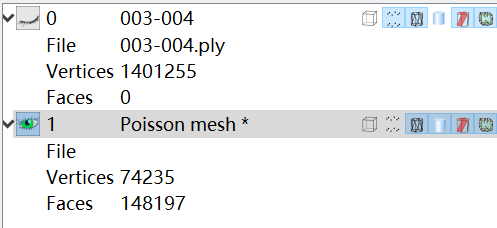 0 003-004
File 003-004.ply
Vertices 1401255
Faces 0
1 Poisson mesh *
File
Vertices 74235
Faces 148197